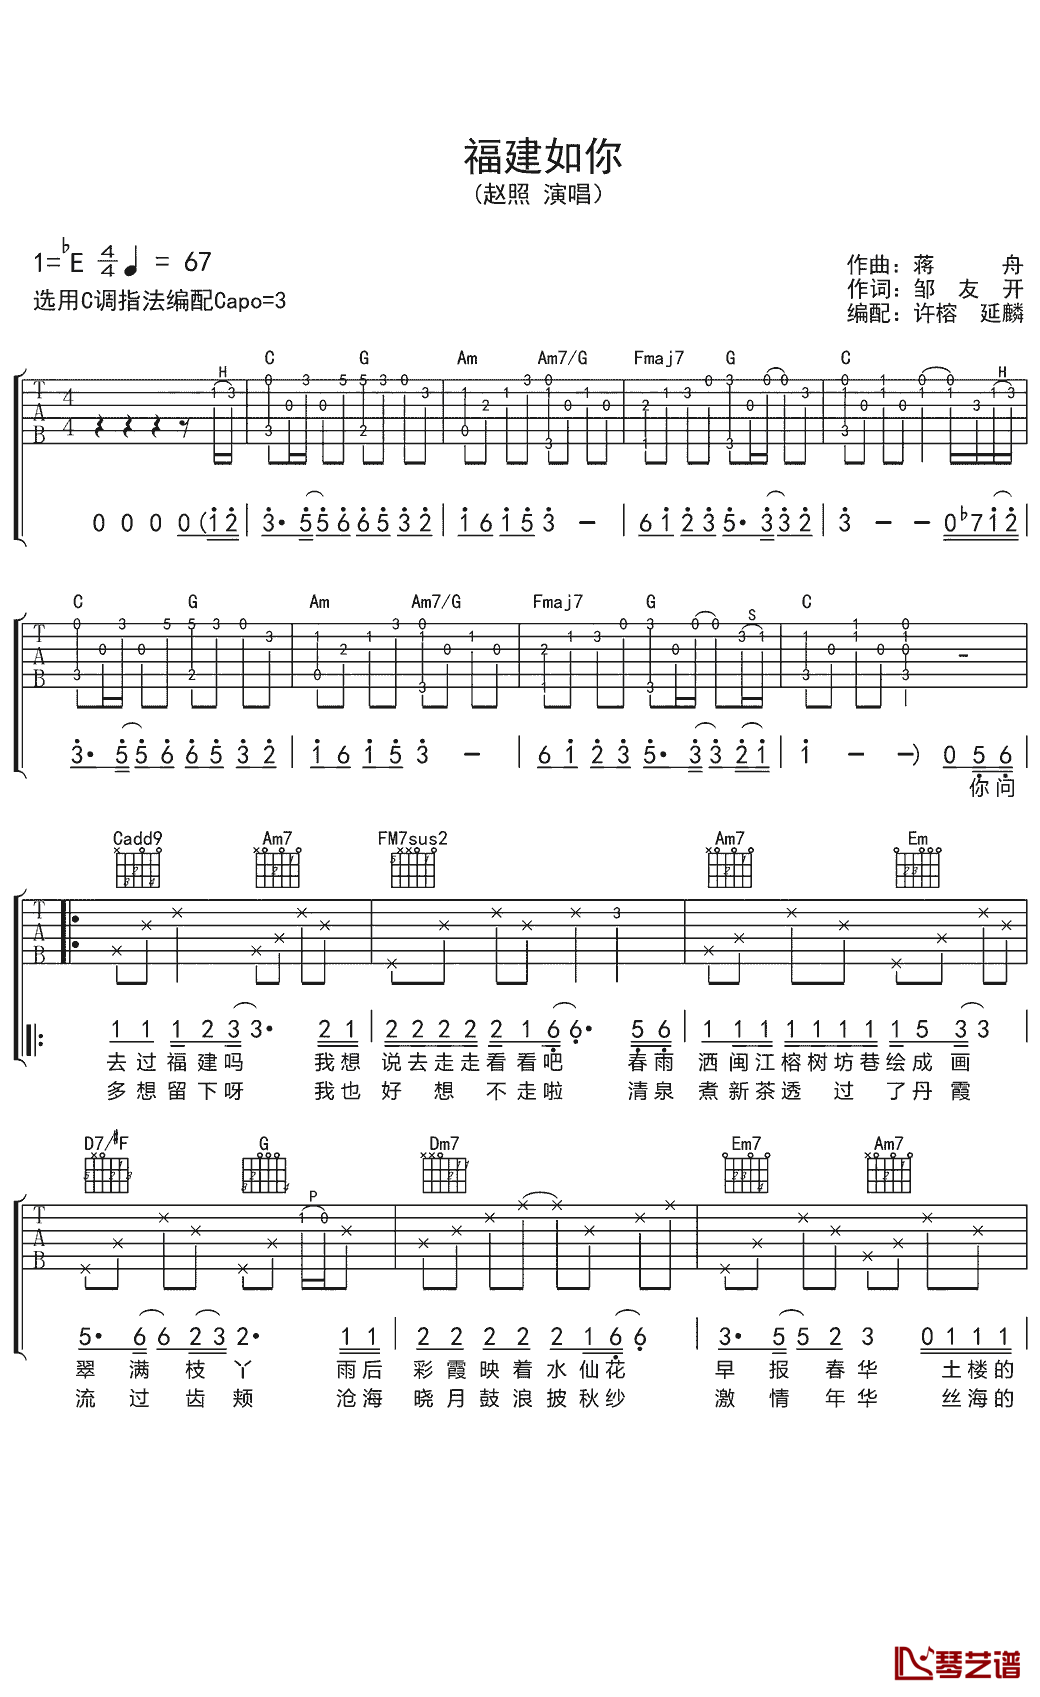 福建如你
(赵照 演唱)
1=♭E 4/4 ♩ = 67
选用C调指法编配Capo=3
作曲: 蒋 舟
作词: 邹 友 开
编配: 许榕 延麟
C G Am Am7/G Fmaj7 G C
H H
T A B 4/4
0 0 0 0 (1 2 3· 5 5 6 6 5 3 2 1 6 1 5 3 - 6 1 2 3 5· 3 3 2 3 - - 0 ♭7 1 2
C G Am Am7/G Fmaj7 G C
S
T A B
3· 5 5 6 6 5 3 2 1 6 1 5 3 - 6 1 2 3 5· 3 3 2 1 1 - -) 0 5 6
你问
Cadd9 Am7 FM7sus2 Am7 Em
T A B
1 1 1 2 3 3· 2 1 2 2 2 2 2 1 6 6· 5 6 1 1 1 1 1 1 1 1 5 3 3
去过福建吗 我想 说去走走看看吧 春雨 洒闽江榕树坊巷绘成画
多想留下呀 我也 好想不走啦 清泉 煮新茶透过了丹霞
D7/#F G Dm7 Em7 Am7
P
T A B
5· 6 6 2 3 2· 1 1 2 2 2 2 2 1 6 6 3· 5 5 2 3 0 1 1 1
翠满枝丫 雨后 彩霞映着水仙花 早报春华 土楼的
流过齿颊 沧海 晓月鼓浪披秋纱 激情年华 丝海的
琴艺谱